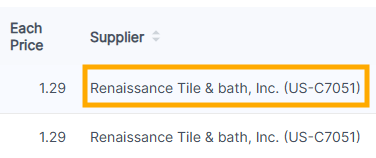 Each
Price
Supplier
1.29
Renaissance Tile & bath, Inc. (US-C7051)
1.29
Renaissance Tile & bath, Inc. (US-C7051)